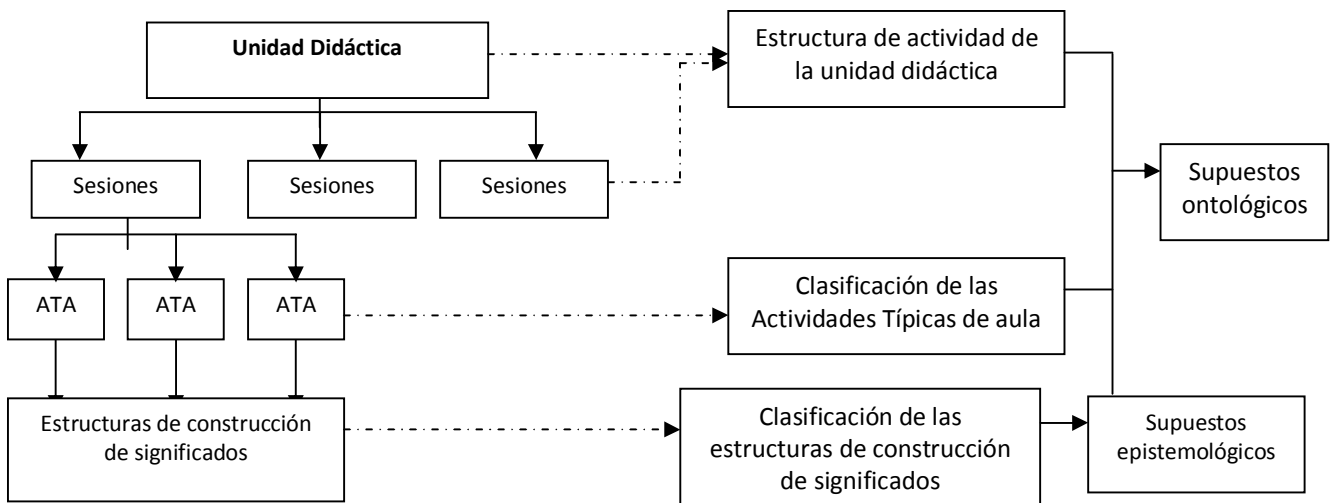 Unidad Didáctica
Estructura de actividad de
la unidad didáctica
Sesiones
Sesiones
Sesiones
Supuestos
ontológicos
ATA
ATA
ATA
Clasificación de las
Actividades Típicas de aula
Estructuras de construcción
de significados
Clasificación de las
estructuras de construcción
de significados
Supuestos
epistemológicos